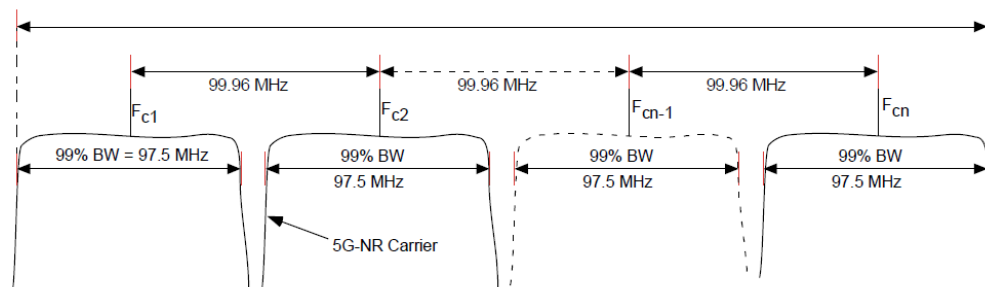 99.96 MHz 99.96 MHz 99.96 MHz
Fc1 Fc2 Fcn-1 Fcn
99% BW = 97.5 MHz 99% BW 99% BW 99% BW
97.5 MHz 97.5 MHz 97.5 MHz
5G-NR Carrier